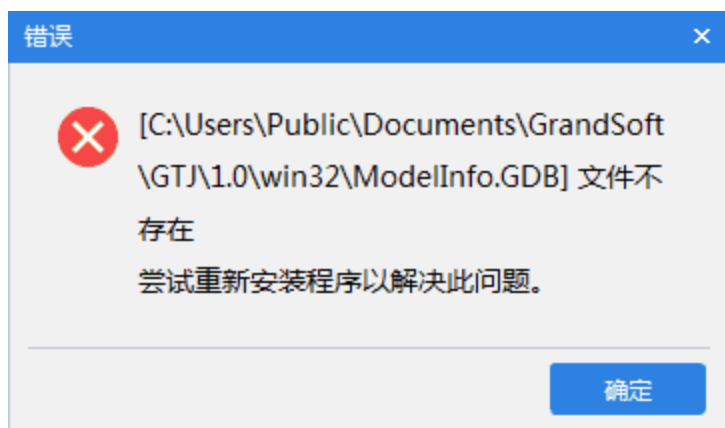 错误
[C:\Users\Public\Documents\GrandSoft
\GTJ\1.0\win32\ModelInfo.GDB] 文件不
存在
尝试重新安装程序以解决此问题。
确定